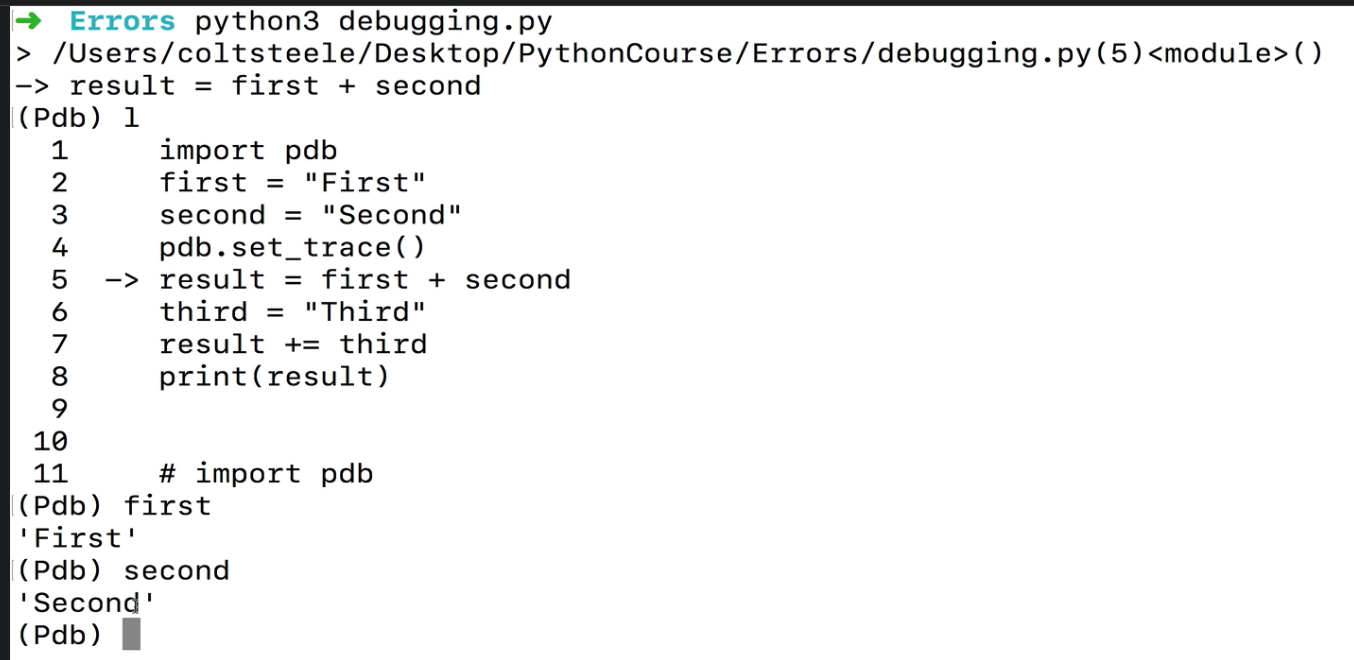 ➜  Errors python3 debugging.py
> /Users/coltsteele/Desktop/PythonCourse/Errors/debugging.py(5)<module>()
-> result = first + second
(Pdb) l
  1     import pdb
  2     first = "First"
  3     second = "Second"
  4     pdb.set_trace()
  5  -> result = first + second
  6     third = "Third"
  7     result += third
  8     print(result)
  9
 10
 11     # import pdb
(Pdb) first
'First'
(Pdb) second
'Second'
(Pdb)